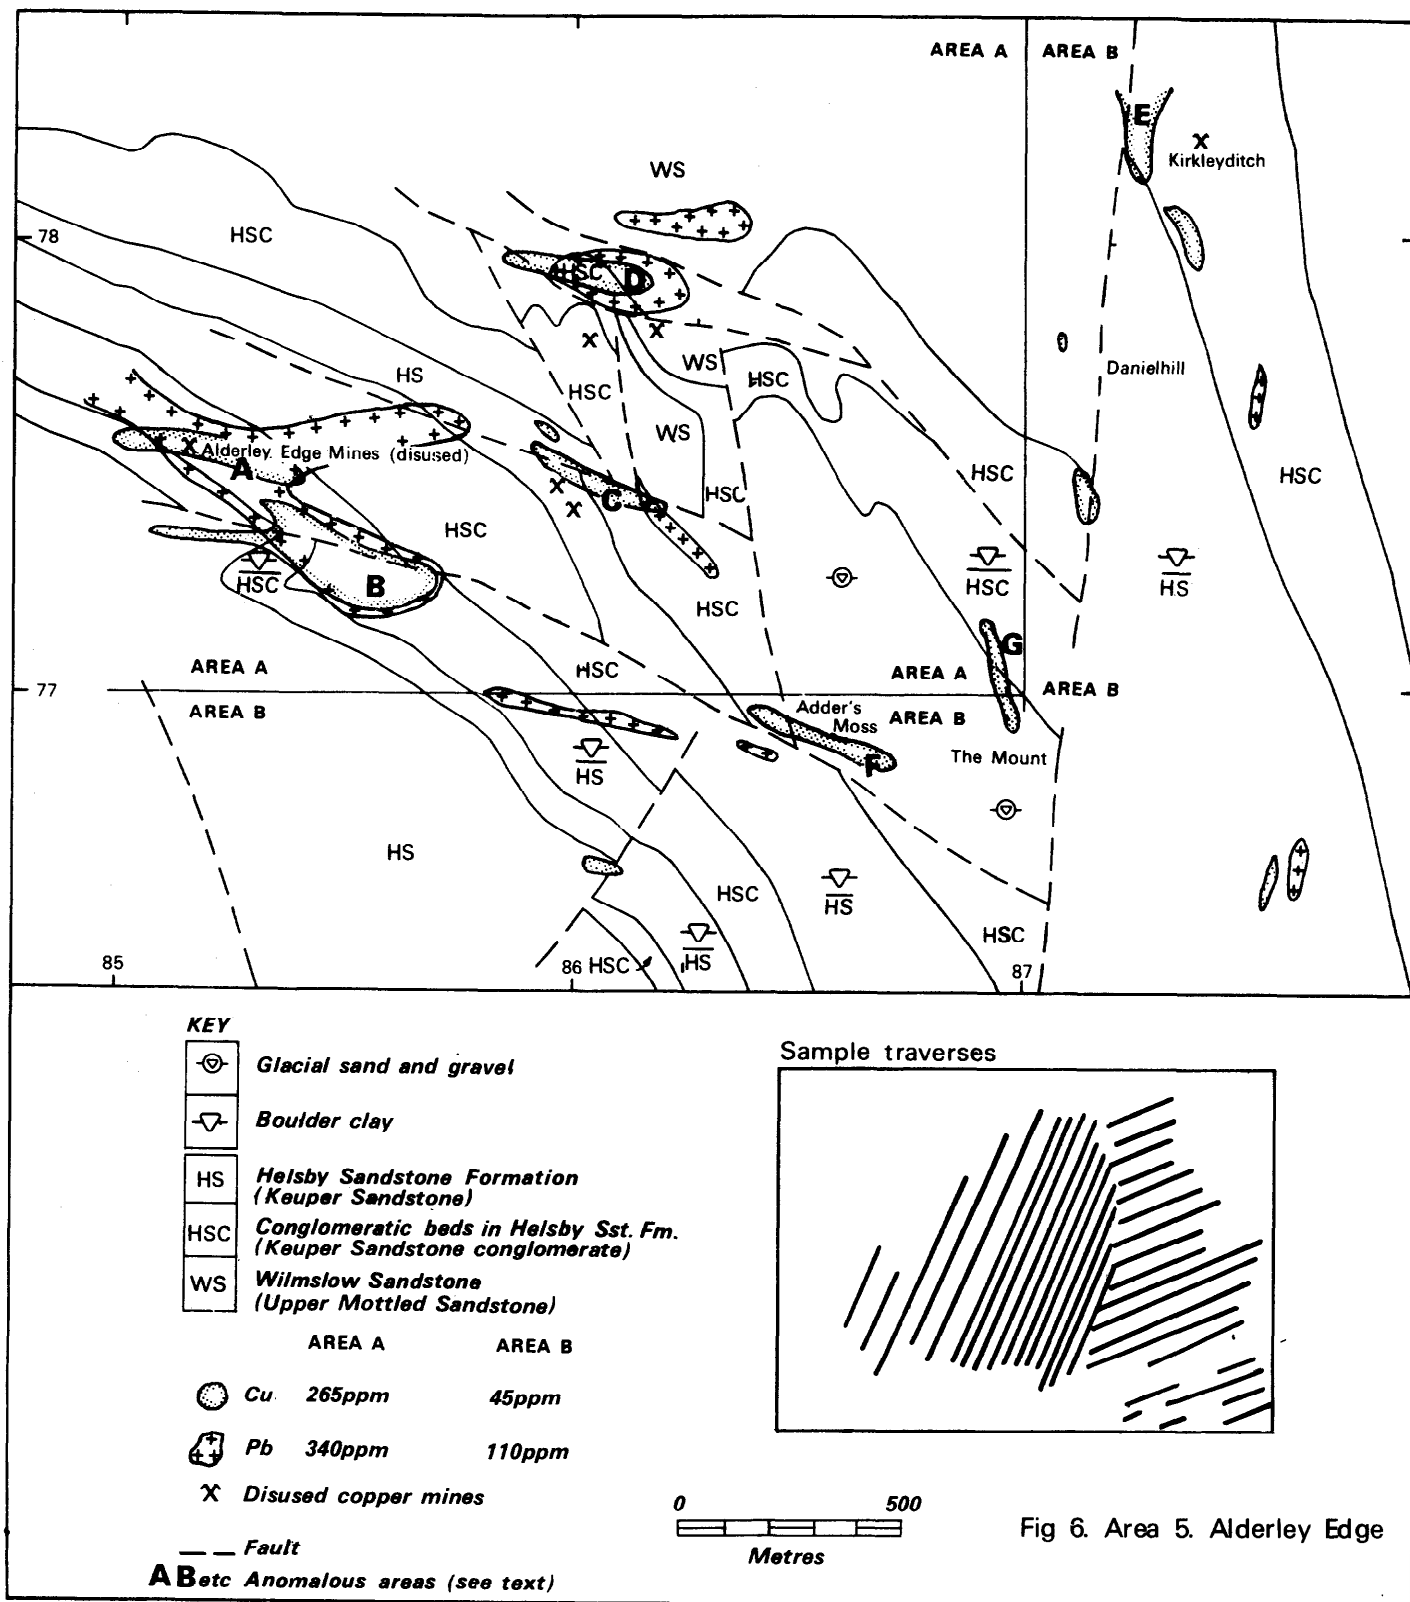 AREA A
AREA B
E
Kirkleyditch
WS
78
HSC
HSC
D
WS
HSC
Danielhill
HS
HSC
WS
Alderley Edge Mines (disused)
A
HSC
HSC
HSC
C
HSC
HSC
B
HSC
HS
HSC
G
HSC
AREA A
AREA A
77
AREA B
AREA B
Adder's
Moss
AREA B
The Mount
F
HS
HS
HSC
HS
HSC
85
86
HSC
HS
87
KEY
Glacial sand and gravel
Boulder clay
HS
Helsby Sandstone Formation
(Keuper Sandstone)
HSC
Conglomeratic beds in Helsby Sst. Fm.
(Keuper Sandstone conglomerate)
WS
Wilmslow Sandstone
(Upper Mottled Sandstone)
AREA A AREA B
Cu 265ppm 45ppm
Pb 340ppm 110ppm
Disused copper mines
Fault
A B etc Anomalous areas (see text)
Sample traverses
0 500
Metres
Fig 6. Area 5. Alderley Edge